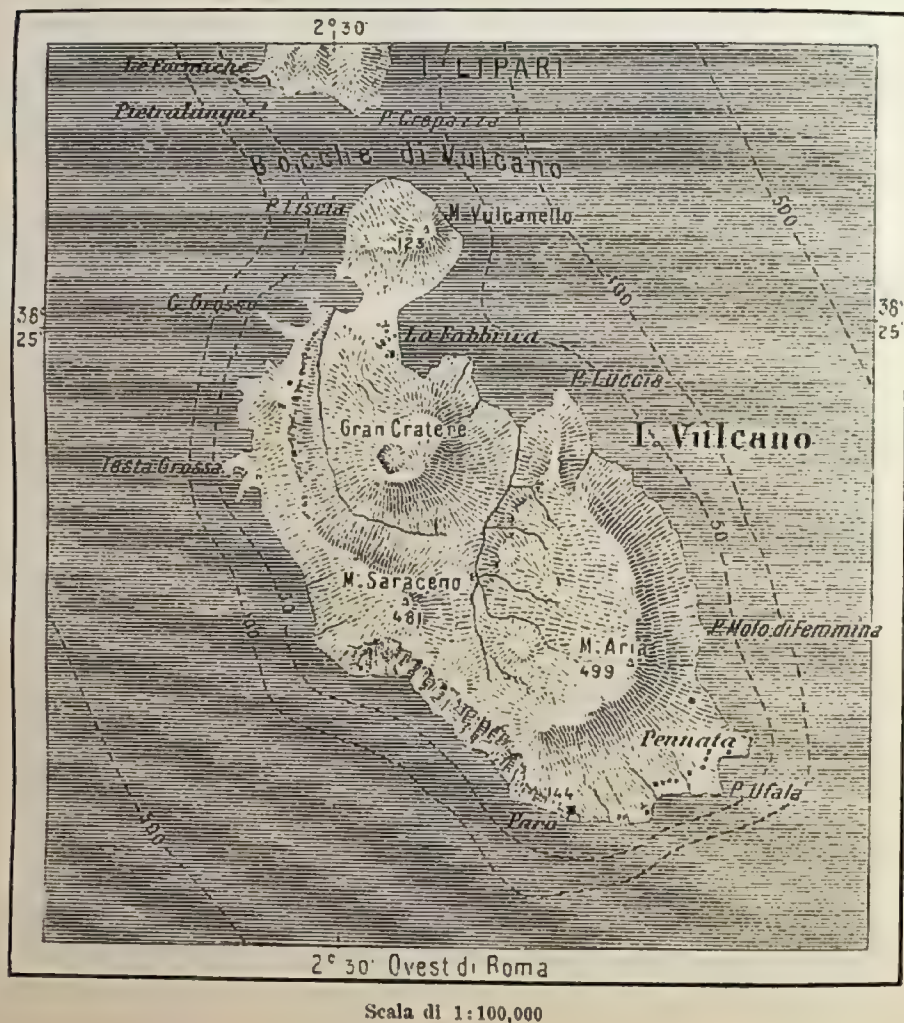 2° 30'
Le Formiche
I. LIPARI
Pietralunga
P. Crepazza
Bocche di Vulcano
P. Liscia
M. Vulcanello
123
500
100
C. Grosso
38°
25'
38°
25'
La Fabbrica
P. Luccia
Gran Cratere
I. Vulcano
Testa Grossa
50
M. Saraceno
481
50
100
M. Aria
499
P. Molo di Femmina
Pennata
144
P. Ufala
Faro
500
2° 30' Ovest di Roma
Scala di 1:100,000